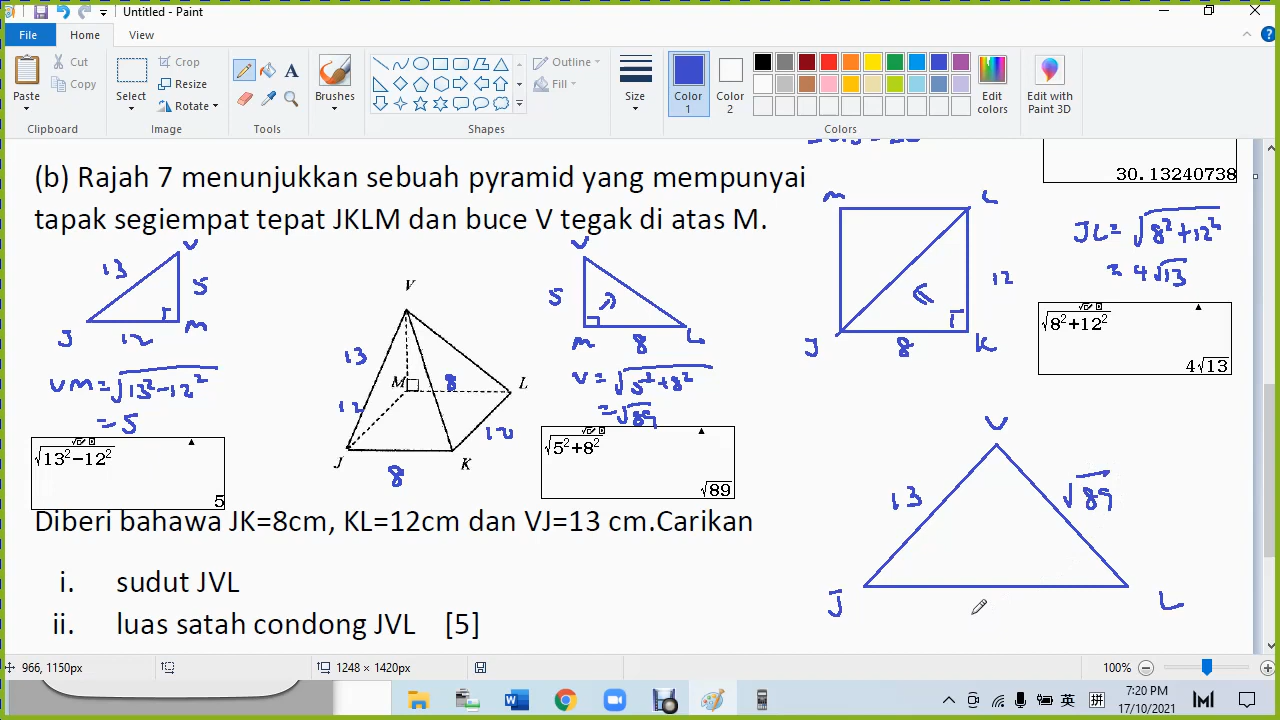 Untitled - Paint
File
Home
View
Paste
Cut
Copy
Select
Crop
Resize
Rotate
Brushes
Outline
Fill
Size
Color 1
Color 2
Edit colors
Edit with Paint 3D
Clipboard
Image
Tools
Shapes
Colors
30.13240738
(b) Rajah 7 menunjukkan sebuah pyramid yang mempunyai
tapak segiempat tepat JKLM dan buce V tegak di atas M.
V
13
5
J
12
M
VM = √13²-12²
= 5
√13²-12²
5
V
13
M
8
L
12
12
J
K
8
V
5
M
8
L
V = √5²+8²
= √89
√5²+8²
√89
M
L
12
J
8
K
JL = √8²+12²
= 4√13
√8²+12²
4√13
V
13
√89
J
L
Diberi bahawa JK=8cm, KL=12cm dan VJ=13 cm.Carikan
i. sudut JVL
ii. luas satah condong JVL [5]
966, 1150px
1248 × 1420px
100%
7:20 PM
17/10/2021
英
拼